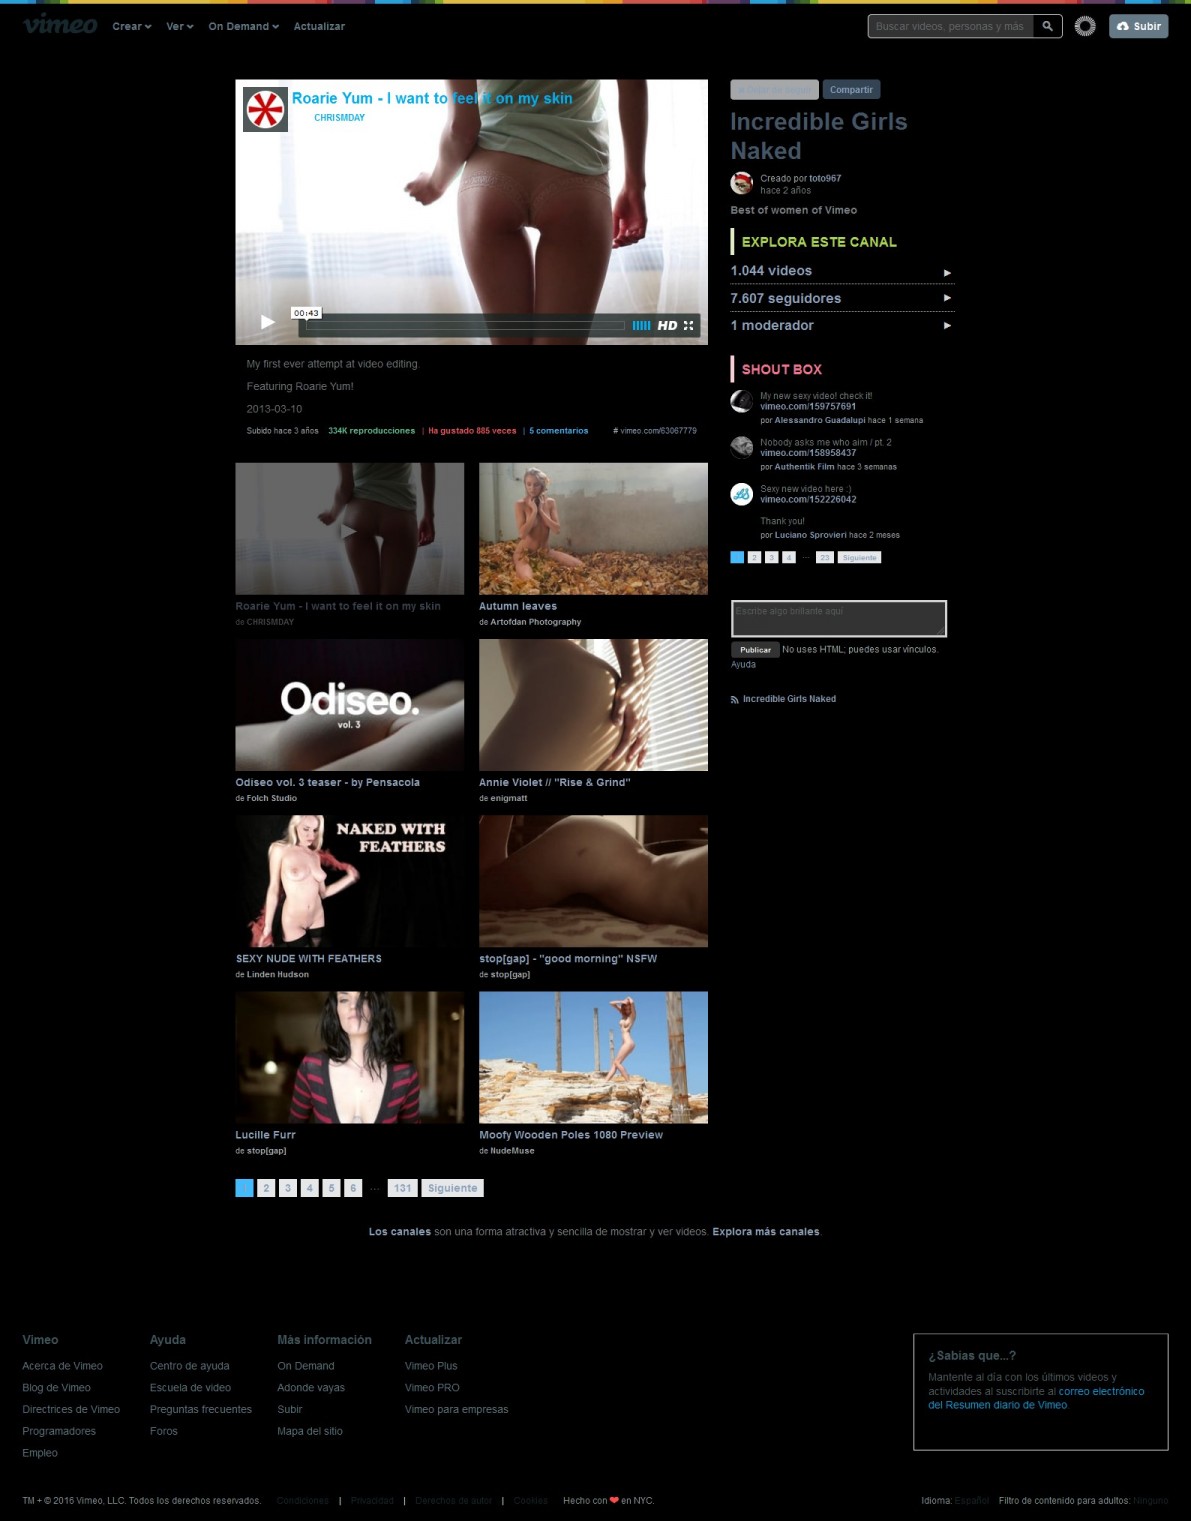 vimeo
Crear Ver On Demand Actualizar
Buscar videos, personas y más
Subir
Roarie Yum - I want to feel it on my skin
CHRISMDAY
00:43
HD
My first ever attempt at video editing.
Featuring Roarie Yum!
2013-03-10
Subido hace 3 años 334K reproducciones | Ha gustado 885 veces | 5 comentarios # vimeo.com/63067779
Roarie Yum - I want to feel it on my skin
de CHRISMDAY
Autumn leaves
de Artofdan Photography
Odiseo.
vol. 3
Odiseo vol. 3 teaser - by Pensacola
de Folch Studio
Annie Violet // "Rise & Grind"
de enigmatt
NAKED WITH
FEATHERS
SEXY NUDE WITH FEATHERS
de Linden Hudson
stop[gap] - "good morning" NSFW
de stop[gap]
Lucille Furr
de stop[gap]
Moofy Wooden Poles 1080 Preview
de NudeMuse
2 3 4 5 6 ... 131 Siguiente
Compartir
Incredible Girls
Naked
Creado por toto967
hace 2 años
Best of women of Vimeo
EXPLORA ESTE CANAL
1.044 videos
7.607 seguidores
1 moderador
SHOUT BOX
My new sexy video! check it!
vimeo.com/159757691
por Alessandro Guadalupi hace 1 semana
Nobody asks me who aim / pt. 2
vimeo.com/158958437
por Authentik Film hace 3 semanas
Sexy new video here :)
vimeo.com/152226042
Thank you!
por Luciano Sprovieri hace 2 meses
2 3 4 ... 23 Siguiente
Escribe algo brillante aquí
Publicar No uses HTML; puedes usar vínculos.
Ayuda
Incredible Girls Naked
Los canales son una forma atractiva y sencilla de mostrar y ver videos. Explora más canales.
Vimeo
Acerca de Vimeo
Blog de Vimeo
Directrices de Vimeo
Programadores
Empleo
Ayuda
Centro de ayuda
Escuela de video
Preguntas frecuentes
Foros
Más información
On Demand
Adonde vayas
Subir
Mapa del sitio
Actualizar
Vimeo Plus
Vimeo PRO
Vimeo para empresas
¿Sabías que...?
Mantente al día con los últimos videos y
actividades al suscribirte al correo electrónico
del Resumen diario de Vimeo.
TM + © 2016 Vimeo, LLC. Todos los derechos reservados. Condiciones | Privacidad | Derechos de autor | Cookies Hecho con ❤ en NYC.
Idioma: Español Filtro de contenido para adultos: Ninguno